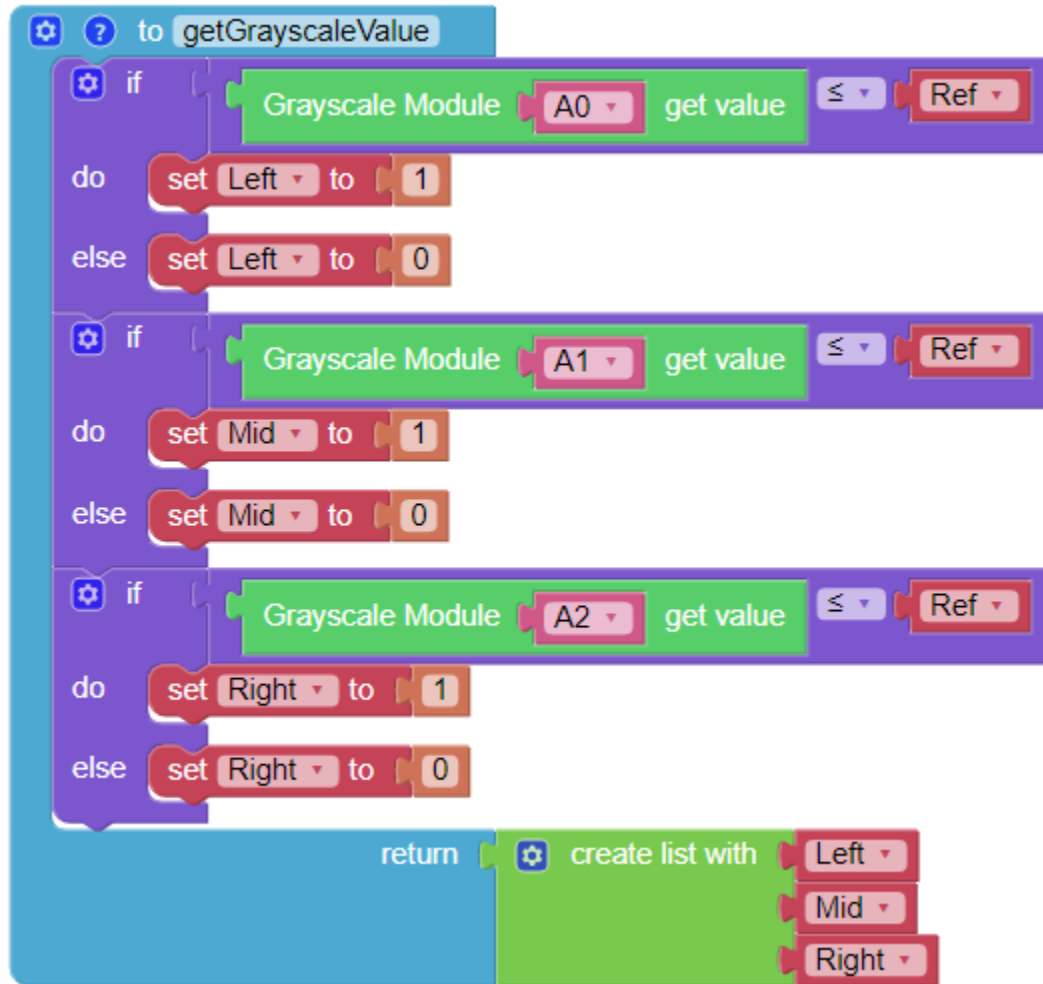 ? to getGrayscaleValue
if Grayscale Module A0 get value ≤ Ref
do set Left to 1
else set Left to 0
if Grayscale Module A1 get value ≤ Ref
do set Mid to 1
else set Mid to 0
if Grayscale Module A2 get value ≤ Ref
do set Right to 1
else set Right to 0
return create list with Left
Mid
Right